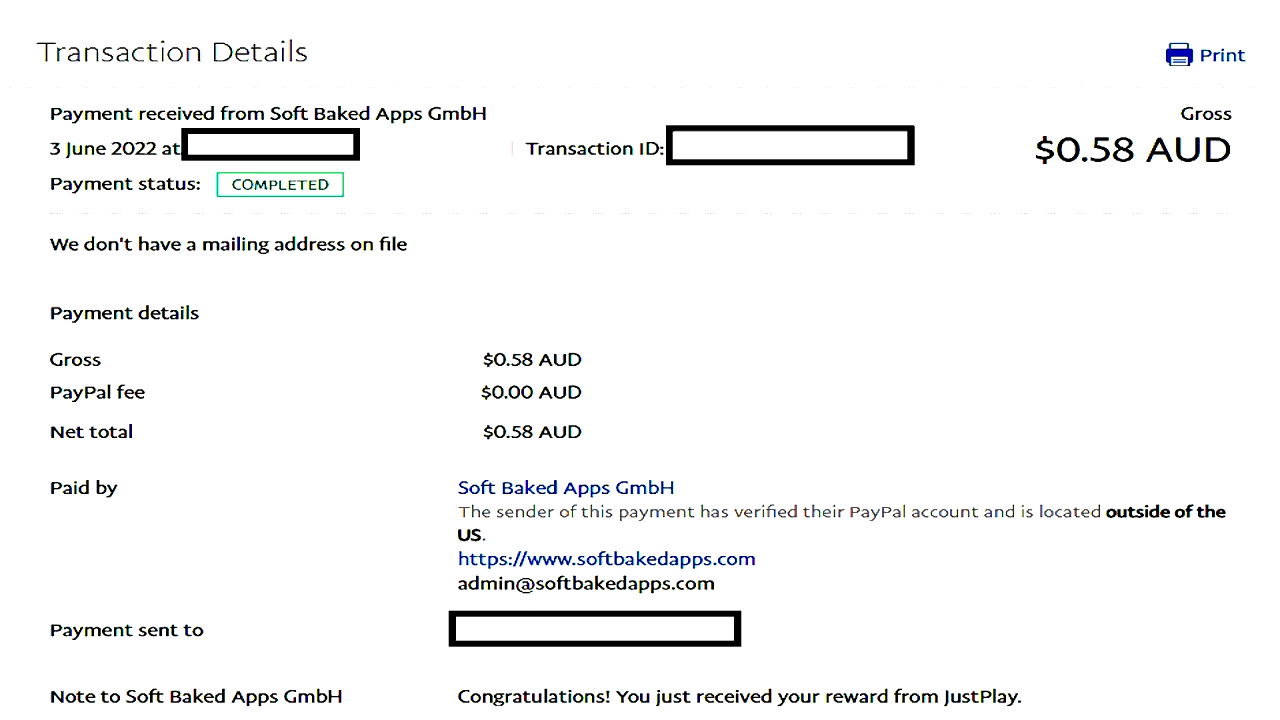 Transaction Details
Print
Payment received from Soft Baked Apps GmbH
Gross
3 June 2022 at
Transaction ID:
$0.58 AUD
Payment status: COMPLETED
We don't have a mailing address on file
Payment details
Gross $0.58 AUD
PayPal fee $0.00 AUD
Net total $0.58 AUD
Paid by Soft Baked Apps GmbH
The sender of this payment has verified their PayPal account and is located outside of the
US.
https://www.softbakedapps.com
admin@softbakedapps.com
Payment sent to
Note to Soft Baked Apps GmbH Congratulations! You just received your reward from JustPlay.